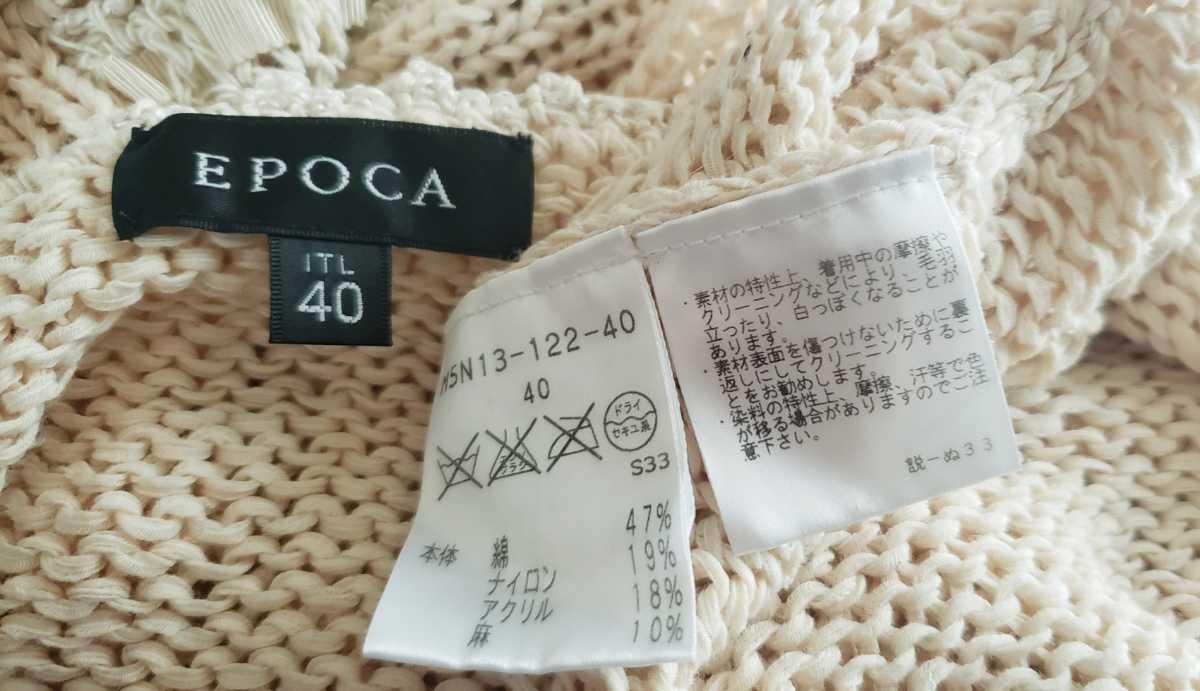 EPOCA
ITL
40
W5N13-122-40
40
エンソ
サラシ
ドライ
セキユ系
S33
本体 綿 47%
ナイロン 19%
アクリル 18%
麻 10%
・素材の特性上、着用中の摩擦や
クリーニングなどにより、毛羽
立ったり、白っぽくなることが
あります。
・素材表面を傷つけないために裏
返しにしてクリーニングするこ
とをお勧めします。
・染料の特性上、摩擦、汗等で色
が移る場合がありますのでご注
意下さい。
説ーぬ33